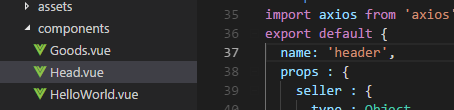 assets
components
Goods.vue
Head.vue
HelloWorld.vue
35 import axios from 'axios'
36 export default {
37 name: 'header',
38 props : {
39 seller : {
40 type : Object